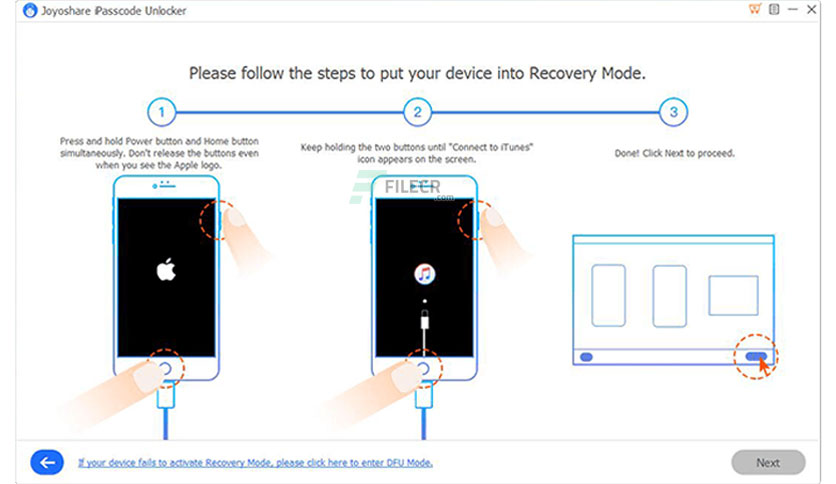 Joyoshare iPasscode Unlocker
Please follow the steps to put your device into Recovery Mode.
1
2
3
Press and hold Power button and Home button
simultaneously. Don't release the buttons even
when you see the Apple logo.
Keep holding the two buttons until "Connect to iTunes"
icon appears on the screen.
Done! Click Next to proceed.
FILECR
.com
If your device fails to activate Recovery Mode, please click here to enter DFU Mode.
Next